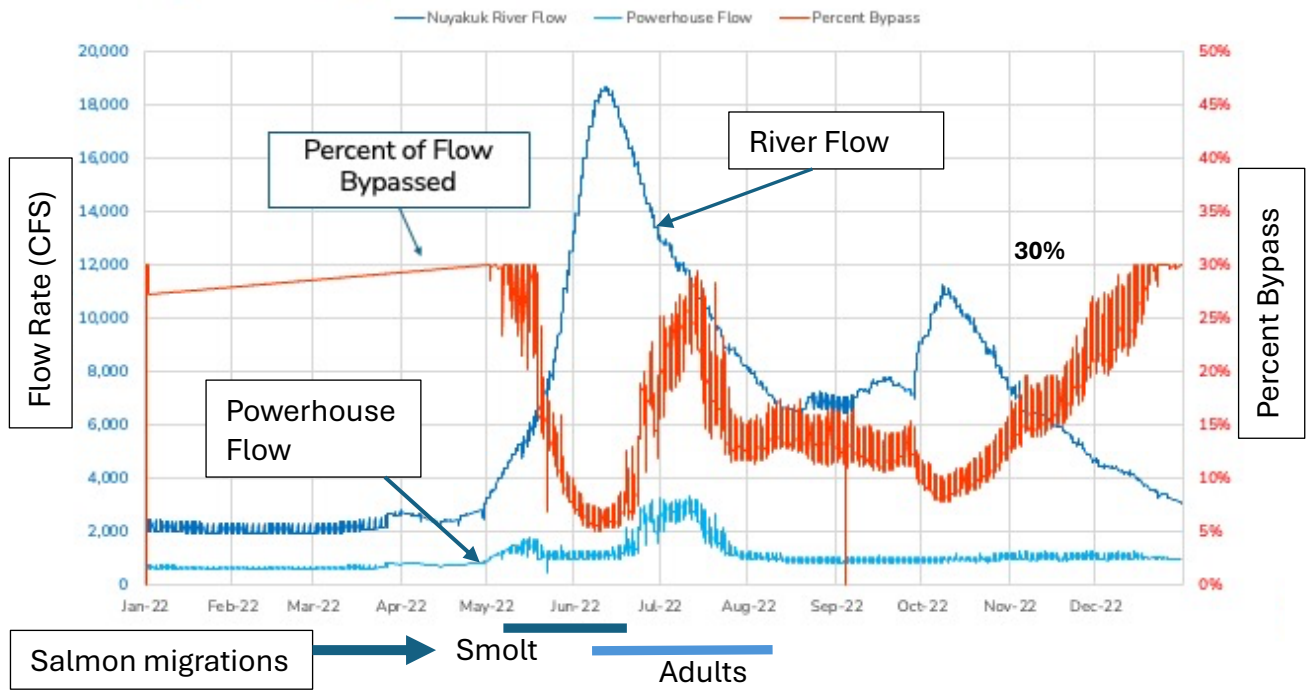 Nuyakuk River Flow Powerhouse Flow Percent Bypass
20,000
18,000
16,000
14,000
12,000
10,000
8,000
6,000
4,000
2,000
0
50%
45%
40%
35%
30%
25%
20%
15%
10%
5%
0%
Flow Rate (CFS)
Percent Bypass
Percent of Flow
Bypassed
River Flow
30%
Powerhouse
Flow
Jan-22 Feb-22 Mar-22 Apr-22 May-22 Jun-22 Jul-22 Aug-22 Sep-22 Oct-22 Nov-22 Dec-22
Salmon migrations
Smolt
Adults